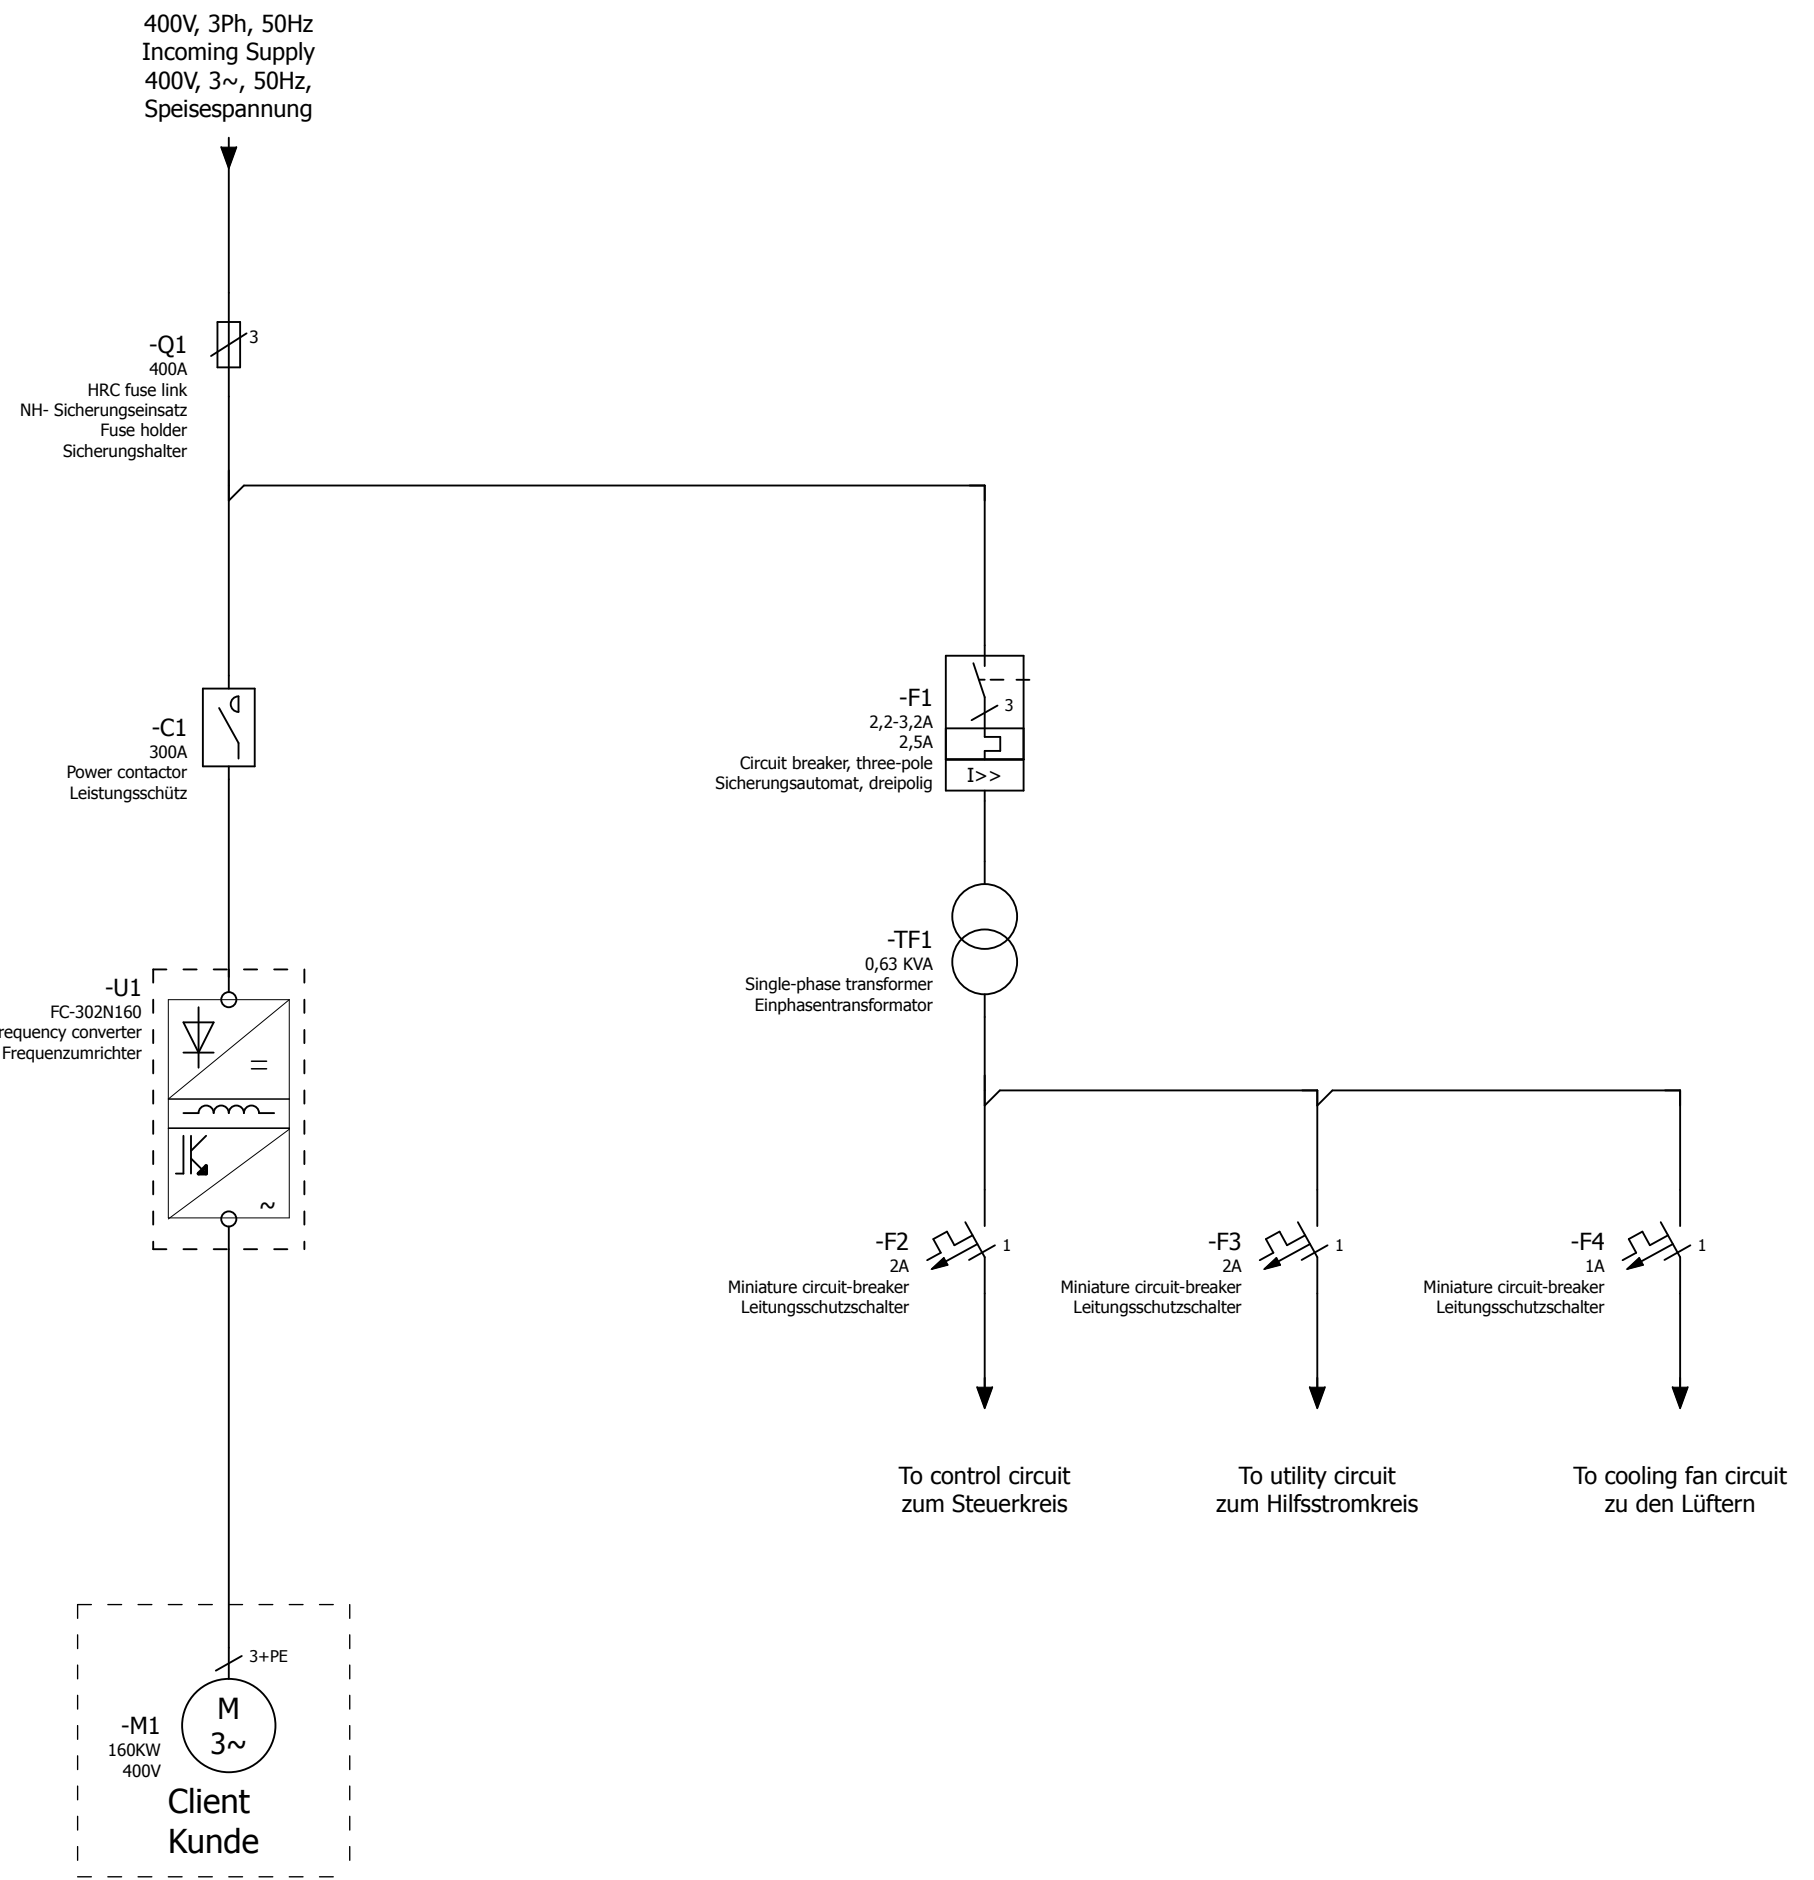 400V, 3Ph, 50Hz
Incoming Supply
400V, 3~, 50Hz,
Speisespannung
-Q1
3
400A
HRC fuse link
NH- Sicherungseinsatz
Fuse holder
Sicherungshalter
-C1
300A
Power contactor
Leistungsschütz
-F1
3
2,2-3,2A
2,5A
Circuit breaker, three-pole
Sicherungsautomat, dreipolig
I>>
-TF1
0,63 KVA
Single-phase transformer
Einphasentransformator
-U1
FC-302N160
requency converter
Frequenzumrichter
=
~
-F2
1
2A
Miniature circuit-breaker
Leitungsschutzschalter
-F3
1
2A
Miniature circuit-breaker
Leitungsschutzschalter
-F4
1
1A
Miniature circuit-breaker
Leitungsschutzschalter
To control circuit
zum Steuerkreis
To utility circuit
zum Hilfsstromkreis
To cooling fan circuit
zu den Lüftern
3+PE
M
3~
-M1
160KW
400V
Client
Kunde